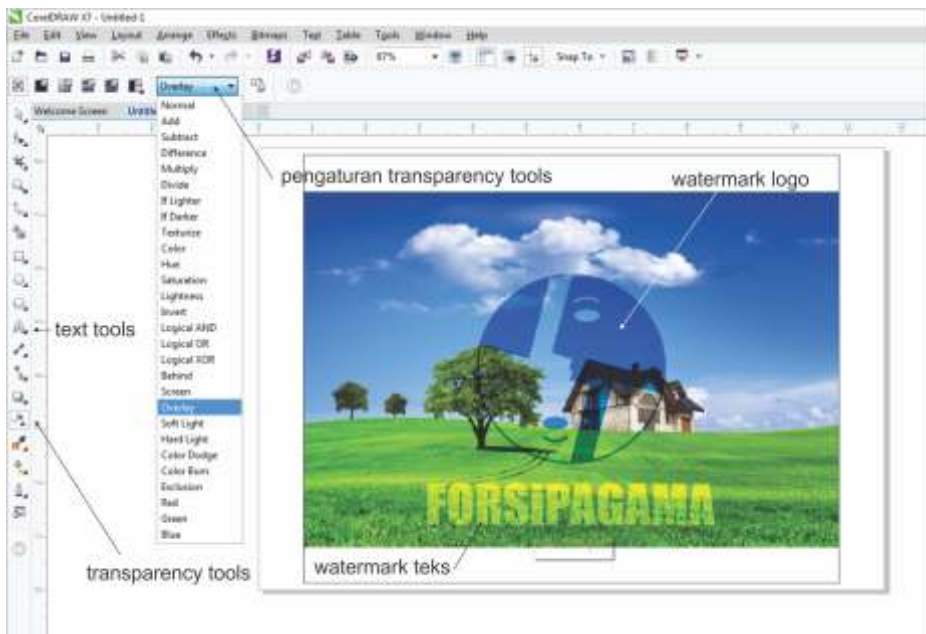 CorelDRAW X7 - Untitled-1
File Edit View Layout Arrange Effects Bitmaps Text Table Tools Window Help
87% Snap To
Overlay
Welcome Screen
Normal
Add
Subtract
Difference
Multiply
Divide
If Lighter
If Darker
Texturize
Color
Hue
Saturation
Lightness
Invert
Logical AND
Logical OR
Logical XOR
Behind
Screen
Overlay
Soft Light
Hard Light
Color Dodge
Color Burn
Exclusion
Red
Green
Blue
pengaturan transparency tools
watermark logo
text tools
FORSIPAGAMA
watermark teks
transparency tools